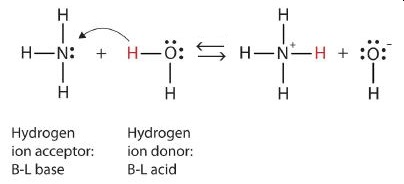 H H
H—N: + H—O: ⇌ H—N⁺—H + :O:⁻
H H H H
Hydrogen
ion acceptor:
B-L base
Hydrogen
ion donor:
B-L acid